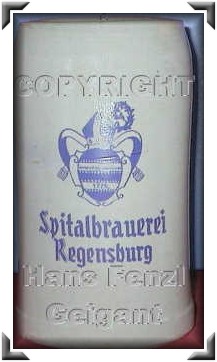 COPYRIGHT
Spitalbrauerei
Regensburg
Hans Fenzl
Geigant